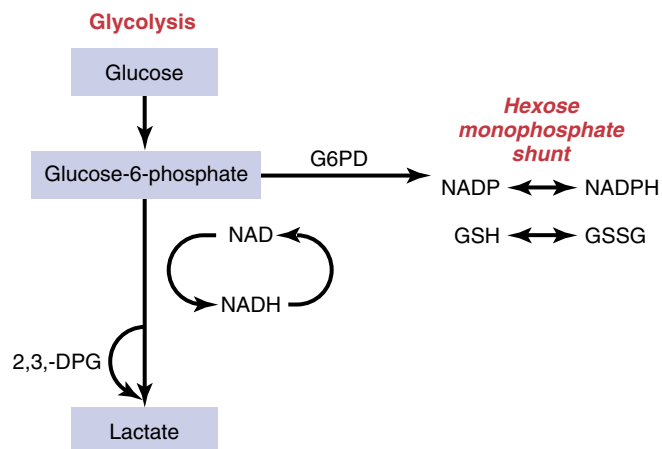 Glycolysis
Glucose
Hexose
monophosphate
shunt
G6PD
Glucose-6-phosphate
NADP
NADPH
NAD
GSH
GSSG
NADH
2,3,-DPG
Lactate